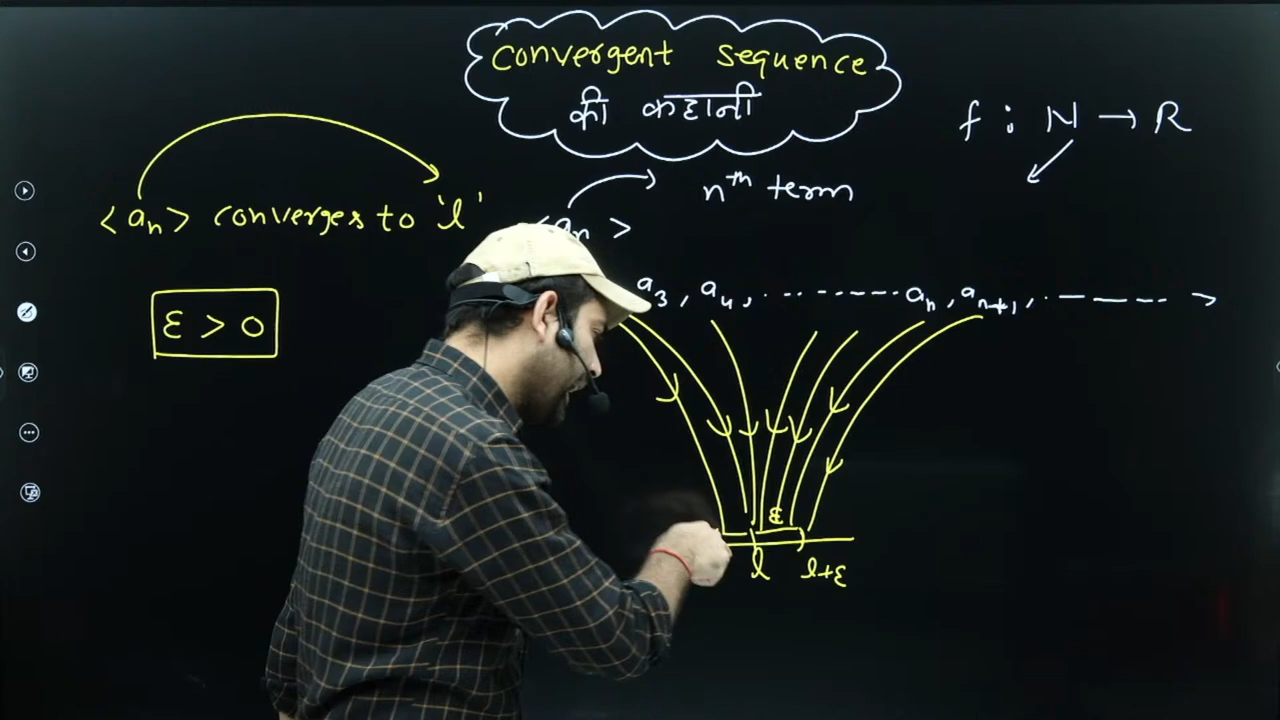 convergent sequence
की कहानी
f : N → R
nth term
<an> converges to 'l'
an >
a3 , a4 , ........ an , an+1 , . ------ →
ε > 0
ε
l l+ε